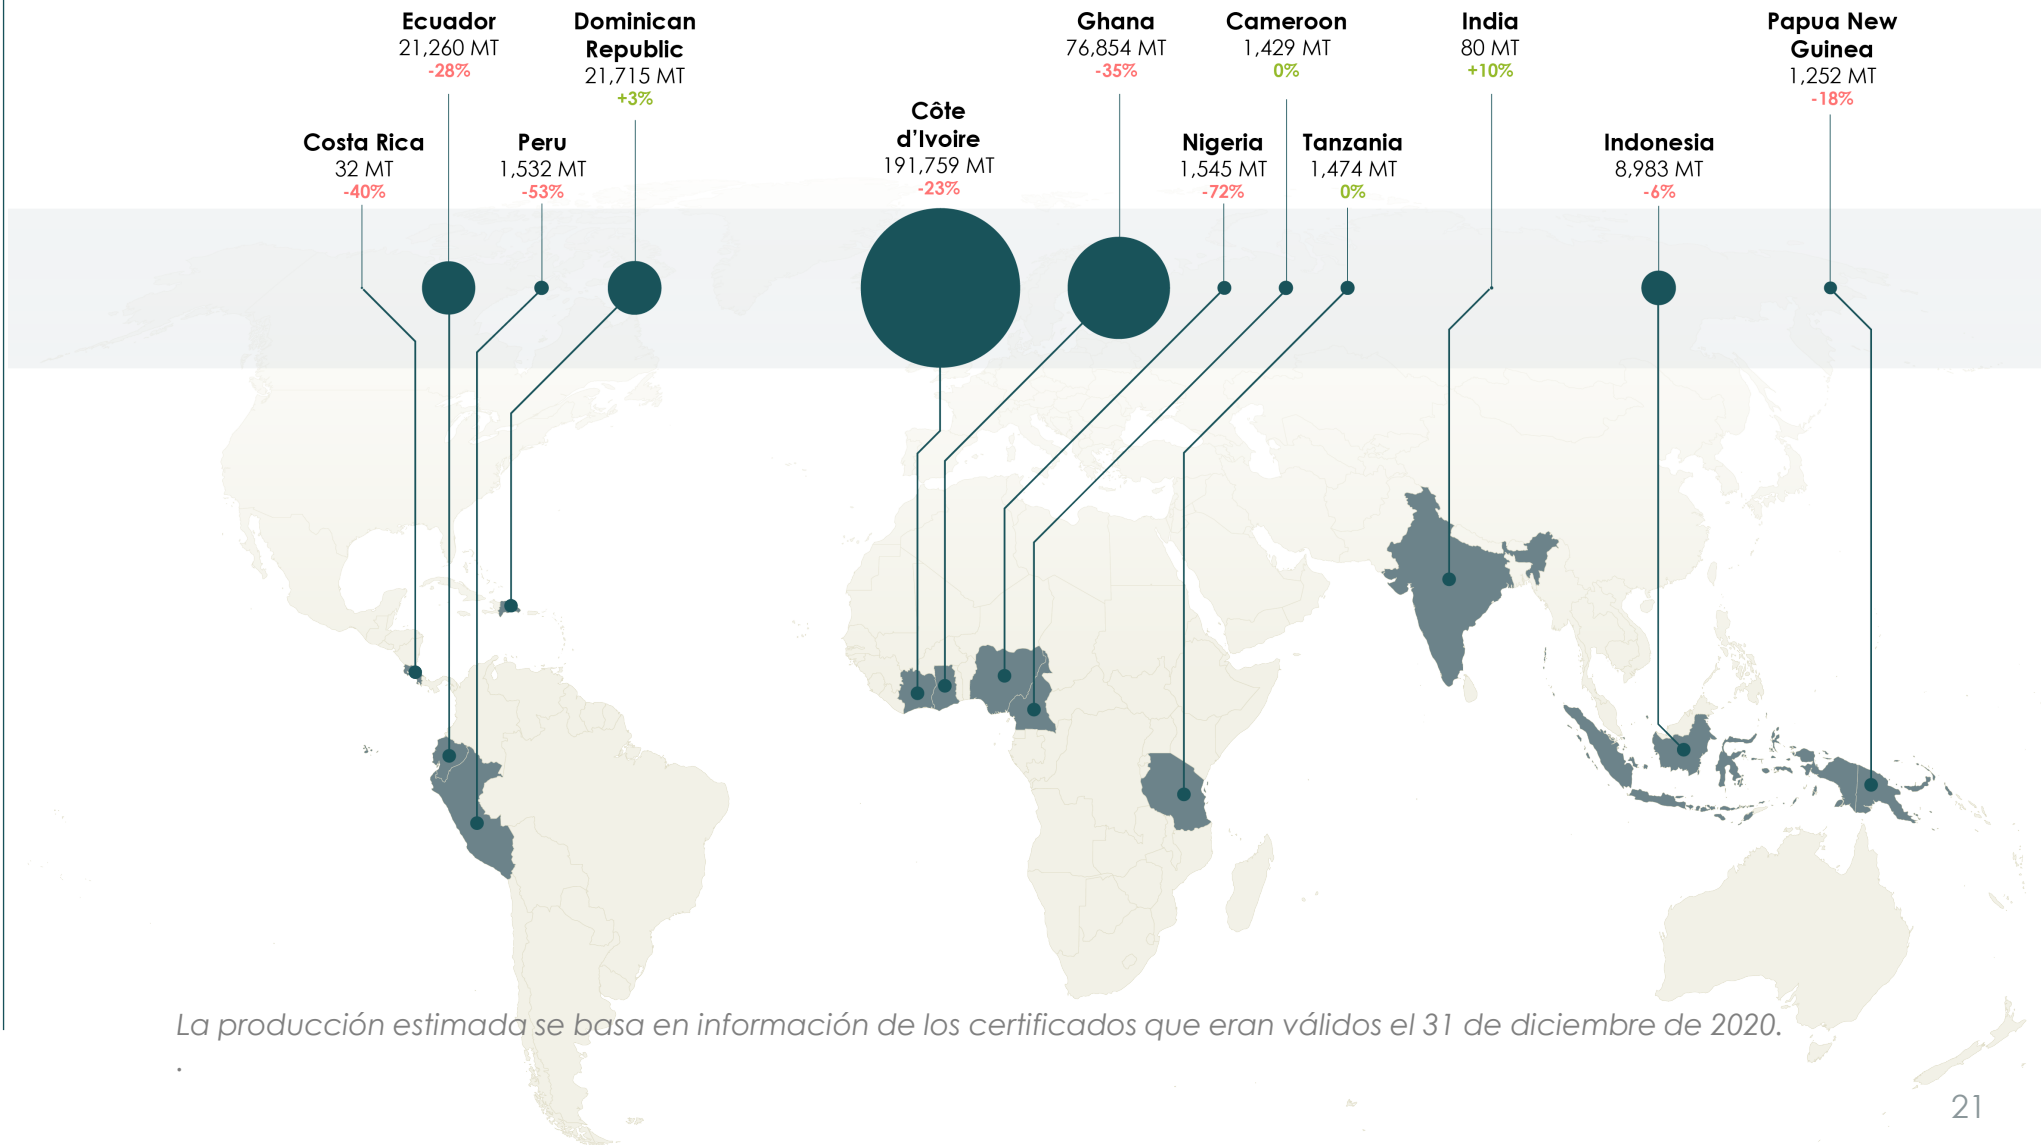 Ecuador
21,260 MT
-28%
Dominican
Republic
21,715 MT
+3%
Ghana
76,854 MT
-35%
Cameroon
1,429 MT
0%
India
80 MT
+10%
Papua New
Guinea
1,252 MT
-18%
Costa Rica
32 MT
-40%
Peru
1,532 MT
-53%
Côte
d’Ivoire
191,759 MT
-23%
Nigeria
1,545 MT
-72%
Tanzania
1,474 MT
0%
Indonesia
8,983 MT
-6%
La producción estimada se basa en información de los certificados que eran válidos el 31 de diciembre de 2020.
.
21